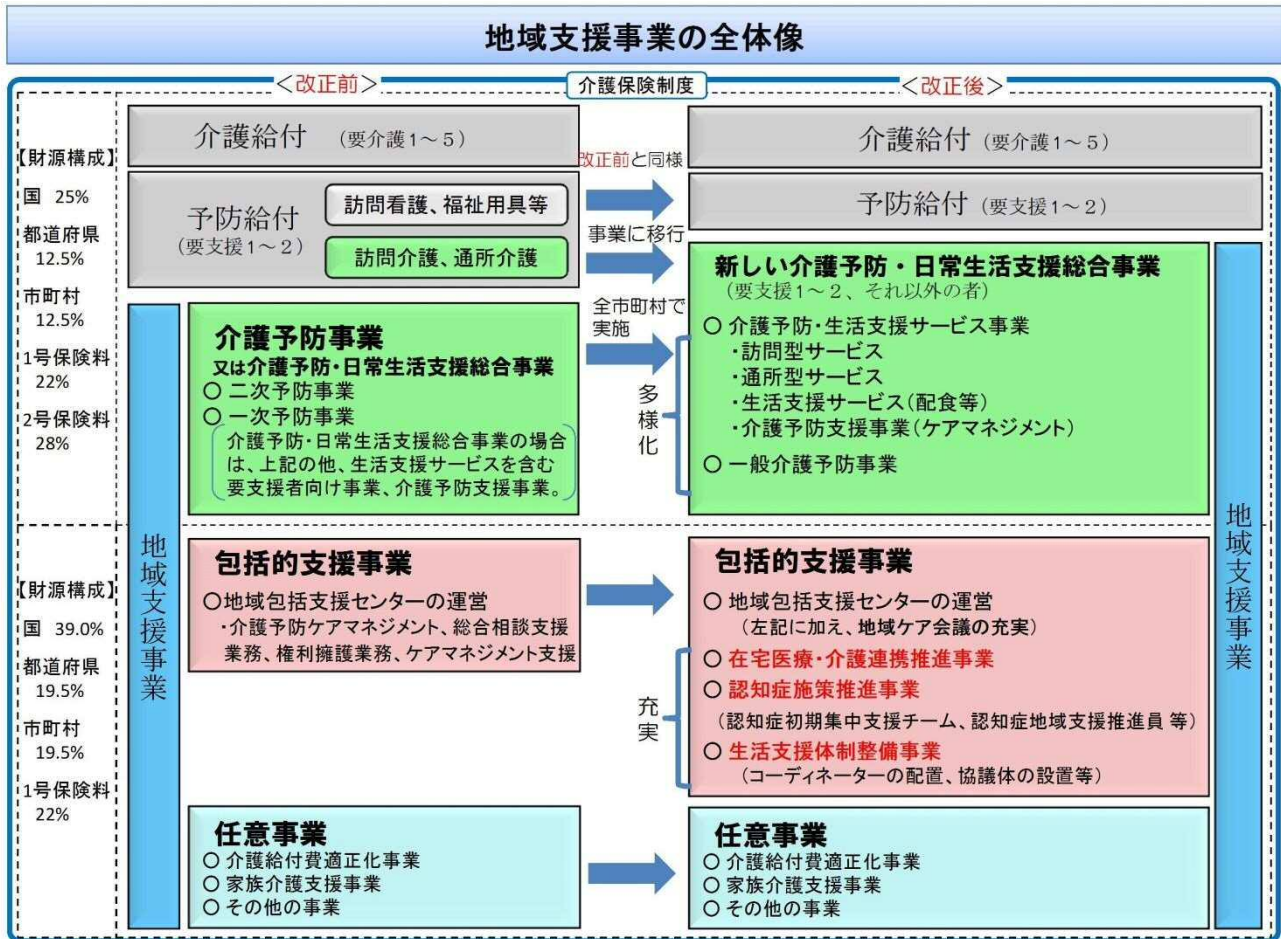 地域支援事業の全体像
＜改正前＞
介護保険制度
＜改正後＞
【財源構成】
国 25%
都道府県
12.5%
市町村
12.5%
1号保険料
22%
2号保険料
28%
介護給付 (要介護1～5)
予防給付
(要支援1～2)
訪問看護、福祉用具等
訪問介護、通所介護
改正前と同様
事業に移行
全市町村で
実施
多様化
介護給付 (要介護1～5)
予防給付 (要支援1～2)
介護予防事業
又は介護予防・日常生活支援総合事業
○ 二次予防事業
○ 一次予防事業
介護予防・日常生活支援総合事業の場合
は、上記の他、生活支援サービスを含む
要支援者向け事業、介護予防支援事業。
新しい介護予防・日常生活支援総合事業
(要支援1～2、それ以外の者)
○ 介護予防・生活支援サービス事業
・訪問型サービス
・通所型サービス
・生活支援サービス(配食等)
・介護予防支援事業(ケアマネジメント)
○ 一般介護予防事業
地域支援事業
地域支援事業
【財源構成】
国 39.0%
都道府県
19.5%
市町村
19.5%
1号保険料
22%
包括的支援事業
○地域包括支援センターの運営
・介護予防ケアマネジメント、総合相談支援
業務、権利擁護業務、ケアマネジメント支援
充実
包括的支援事業
○ 地域包括支援センターの運営
(左記に加え、地域ケア会議の充実)
○ 在宅医療・介護連携推進事業
○ 認知症施策推進事業
(認知症初期集中支援チーム、認知症地域支援推進員 等)
○ 生活支援体制整備事業
(コーディネーターの配置、協議体の設置等)
任意事業
○ 介護給付費適正化事業
○ 家族介護支援事業
○ その他の事業
任意事業
○ 介護給付費適正化事業
○ 家族介護支援事業
○ その他の事業